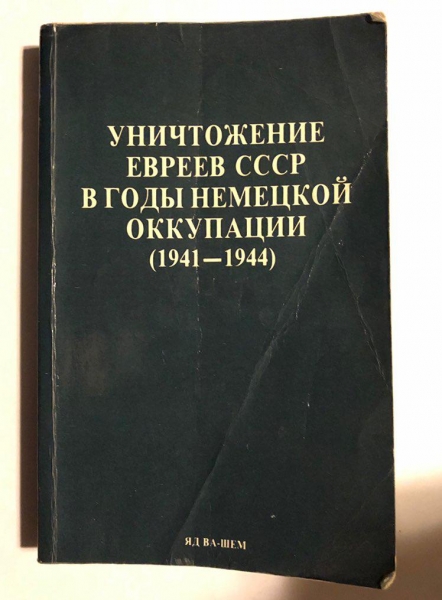 УНИЧТОЖЕНИЕ
ЕВРЕЕВ СССР
В ГОДЫ НЕМЕЦКОЙ
ОККУПАЦИИ
(1941—1944)
ЯД ВА-ШЕМ